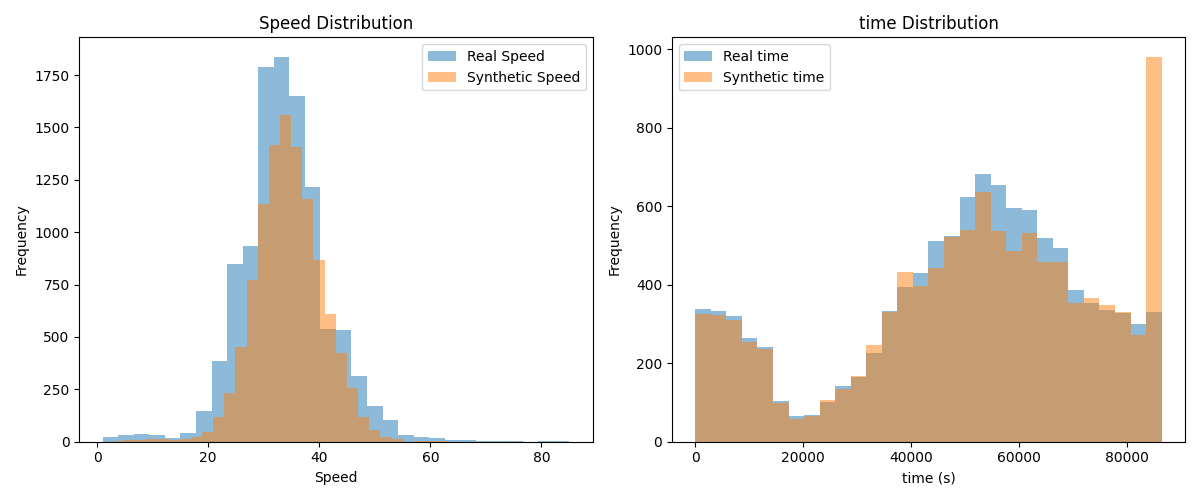 Speed Distribution
Real Speed
Synthetic Speed
1750
1500
1250
1000
750
500
250
0
Frequency
0 20 40 60 80
Speed
time Distribution
Real time
Synthetic time
1000
800
600
400
200
0
Frequency
0 20000 40000 60000 80000
time (s)